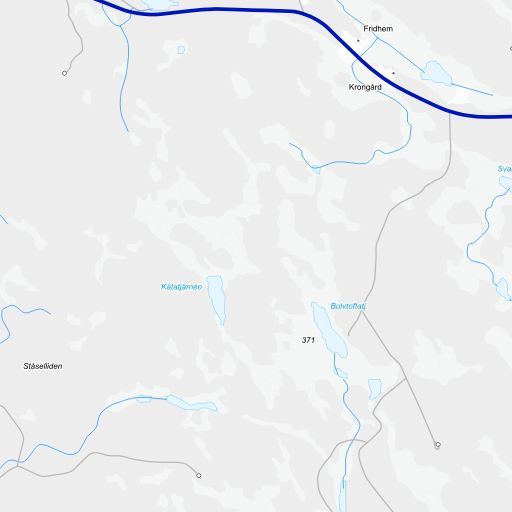 Fridhem
Krongård
Kåtatjärnen
Bulvtoftatj.
371
Ståselliden